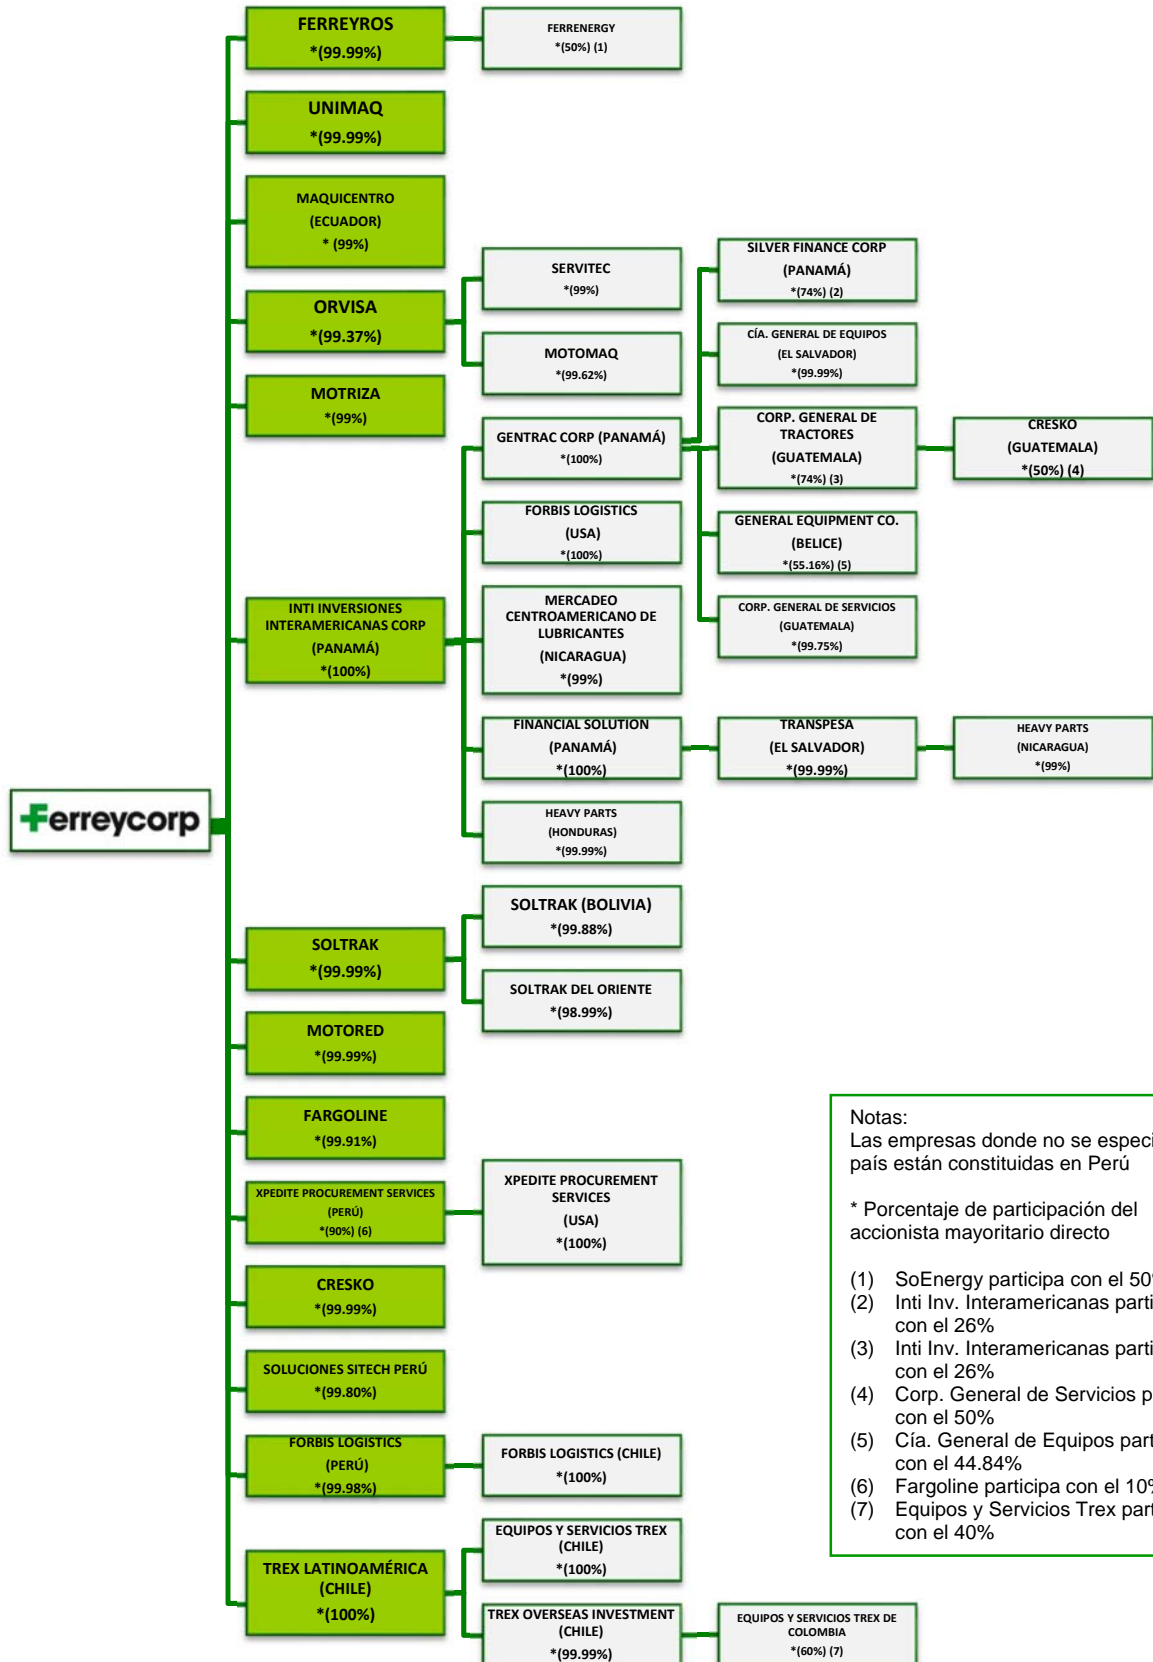 FERREYROS
*(99.99%)
FERRENERGY
*(50%) (1)
UNIMAQ
*(99.99%)
MAQUICENTRO
(ECUADOR)
* (99%)
ORVISA
*(99.37%)
SERVITEC
*(99%)
MOTOMAQ
*(99.62%)
MOTRIZA
*(99%)
INTI INVERSIONES
INTERAMERICANAS CORP
(PANAMÁ)
*(100%)
GENTRAC CORP (PANAMÁ)
*(100%)
SILVER FINANCE CORP
(PANAMÁ)
*(74%) (2)
CÍA. GENERAL DE EQUIPOS
(EL SALVADOR)
*(99.99%)
CORP. GENERAL DE
TRACTORES
(GUATEMALA)
*(74%) (3)
CRESKO
(GUATEMALA)
*(50%) (4)
GENERAL EQUIPMENT CO.
(BELICE)
*(55.16%) (5)
CORP. GENERAL DE SERVICIOS
(GUATEMALA)
*(99.75%)
FORBIS LOGISTICS
(USA)
*(100%)
MERCADEO
CENTROAMERICANO DE
LUBRICANTES
(NICARAGUA)
*(99%)
FINANCIAL SOLUTION
(PANAMÁ)
*(100%)
TRANSPESA
(EL SALVADOR)
*(99.99%)
HEAVY PARTS
(NICARAGUA)
*(99%)
HEAVY PARTS
(HONDURAS)
*(99.99%)
Ferreycorp
SOLTRAK
*(99.99%)
SOLTRAK (BOLIVIA)
*(99.88%)
SOLTRAK DEL ORIENTE
*(98.99%)
MOTORED
*(99.99%)
FARGOLINE
*(99.91%)
XPEDITE PROCUREMENT SERVICES
(PERÚ)
*(90%) (6)
XPEDITE PROCUREMENT
SERVICES
(USA)
*(100%)
CRESKO
*(99.99%)
SOLUCIONES SITECH PERÚ
*(99.80%)
FORBIS LOGISTICS
(PERÚ)
*(99.98%)
FORBIS LOGISTICS (CHILE)
*(100%)
TREX LATINOAMÉRICA
(CHILE)
*(100%)
EQUIPOS Y SERVICIOS TREX
(CHILE)
*(100%)
TREX OVERSEAS INVESTMENT
(CHILE)
*(99.99%)
EQUIPOS Y SERVICIOS TREX DE
COLOMBIA
*(60%) (7)
Notas:
Las empresas donde no se especi
país están constituidas en Perú
* Porcentaje de participación del
accionista mayoritario directo
(1) SoEnergy participa con el 50
(2) Inti Inv. Interamericanas parti
con el 26%
(3) Inti Inv. Interamericanas parti
con el 26%
(4) Corp. General de Servicios p
con el 50%
(5) Cía. General de Equipos part
con el 44.84%
(6) Fargoline participa con el 10
(7) Equipos y Servicios Trex part
con el 40%